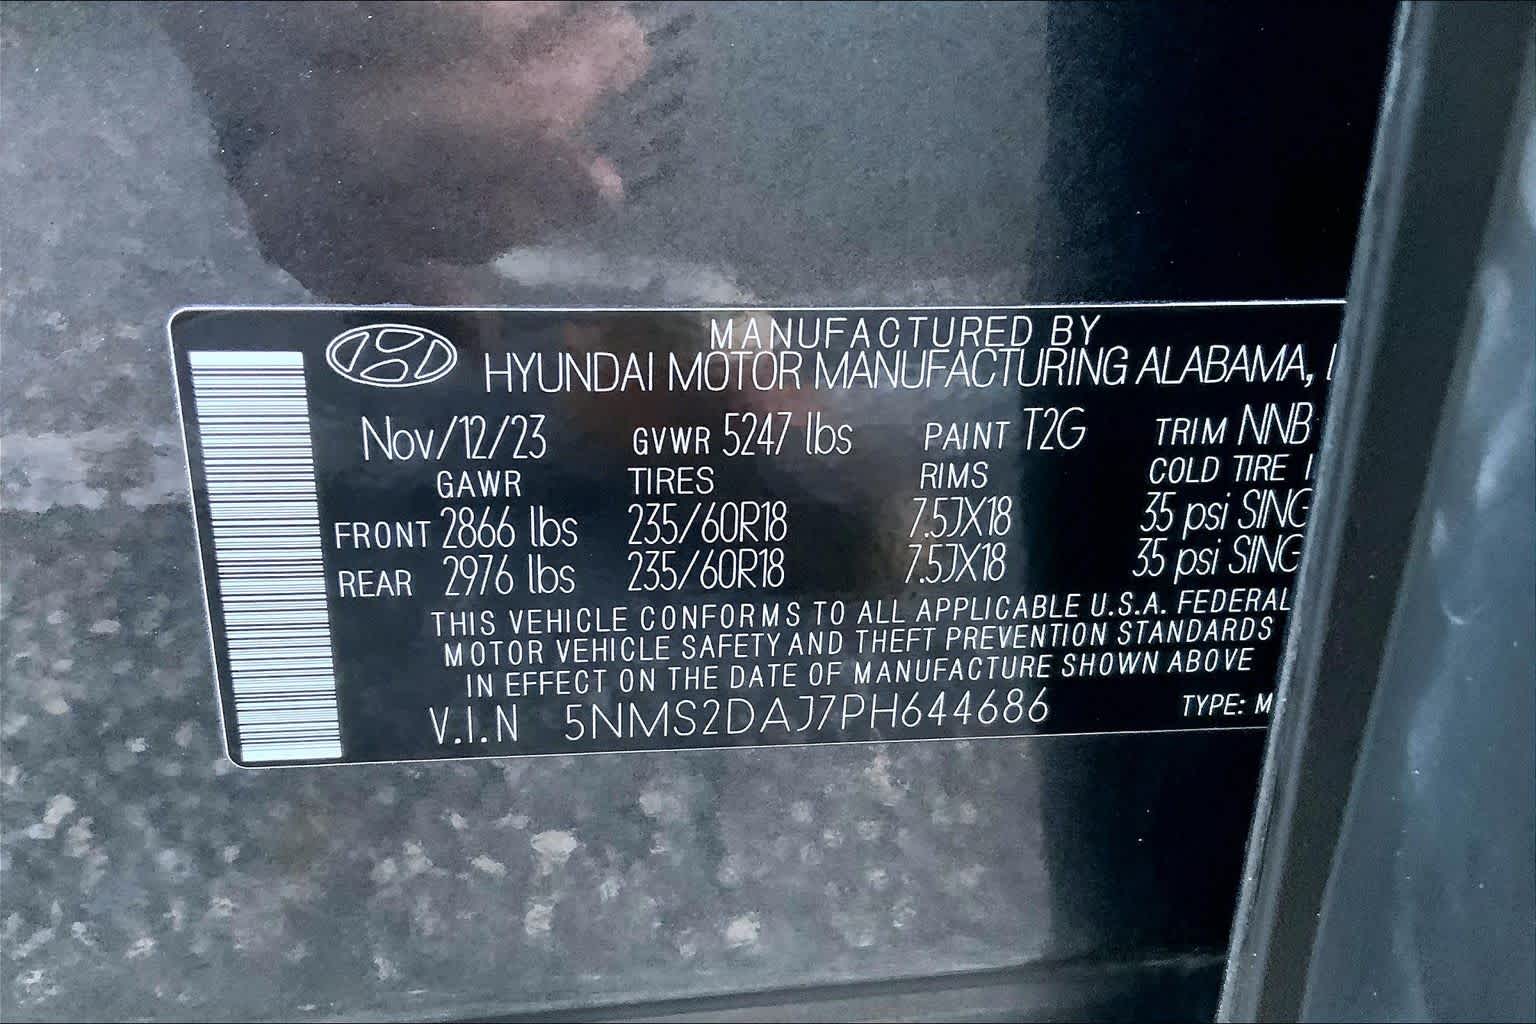 MANUFACTURED BY
HYUNDAI MOTOR MANUFACTURING ALABAMA,
Nov/12/23 GVWR 5247 lbs PAINT T2G TRIM NNB
GAWR TIRES RIMS COLD TIRE
FRONT 2866 lbs 235/60R18 7.5JX18 35 psi SING
REAR 2976 lbs 235/60R18 7.5JX18 35 psi SING
THIS VEHICLE CONFORMS TO ALL APPLICABLE U.S.A. FEDERAL
MOTOR VEHICLE SAFETY AND THEFT PREVENTION STANDARDS
IN EFFECT ON THE DATE OF MANUFACTURE SHOWN ABOVE
V.I.N 5NMS2DAJ7PH644686 TYPE: M